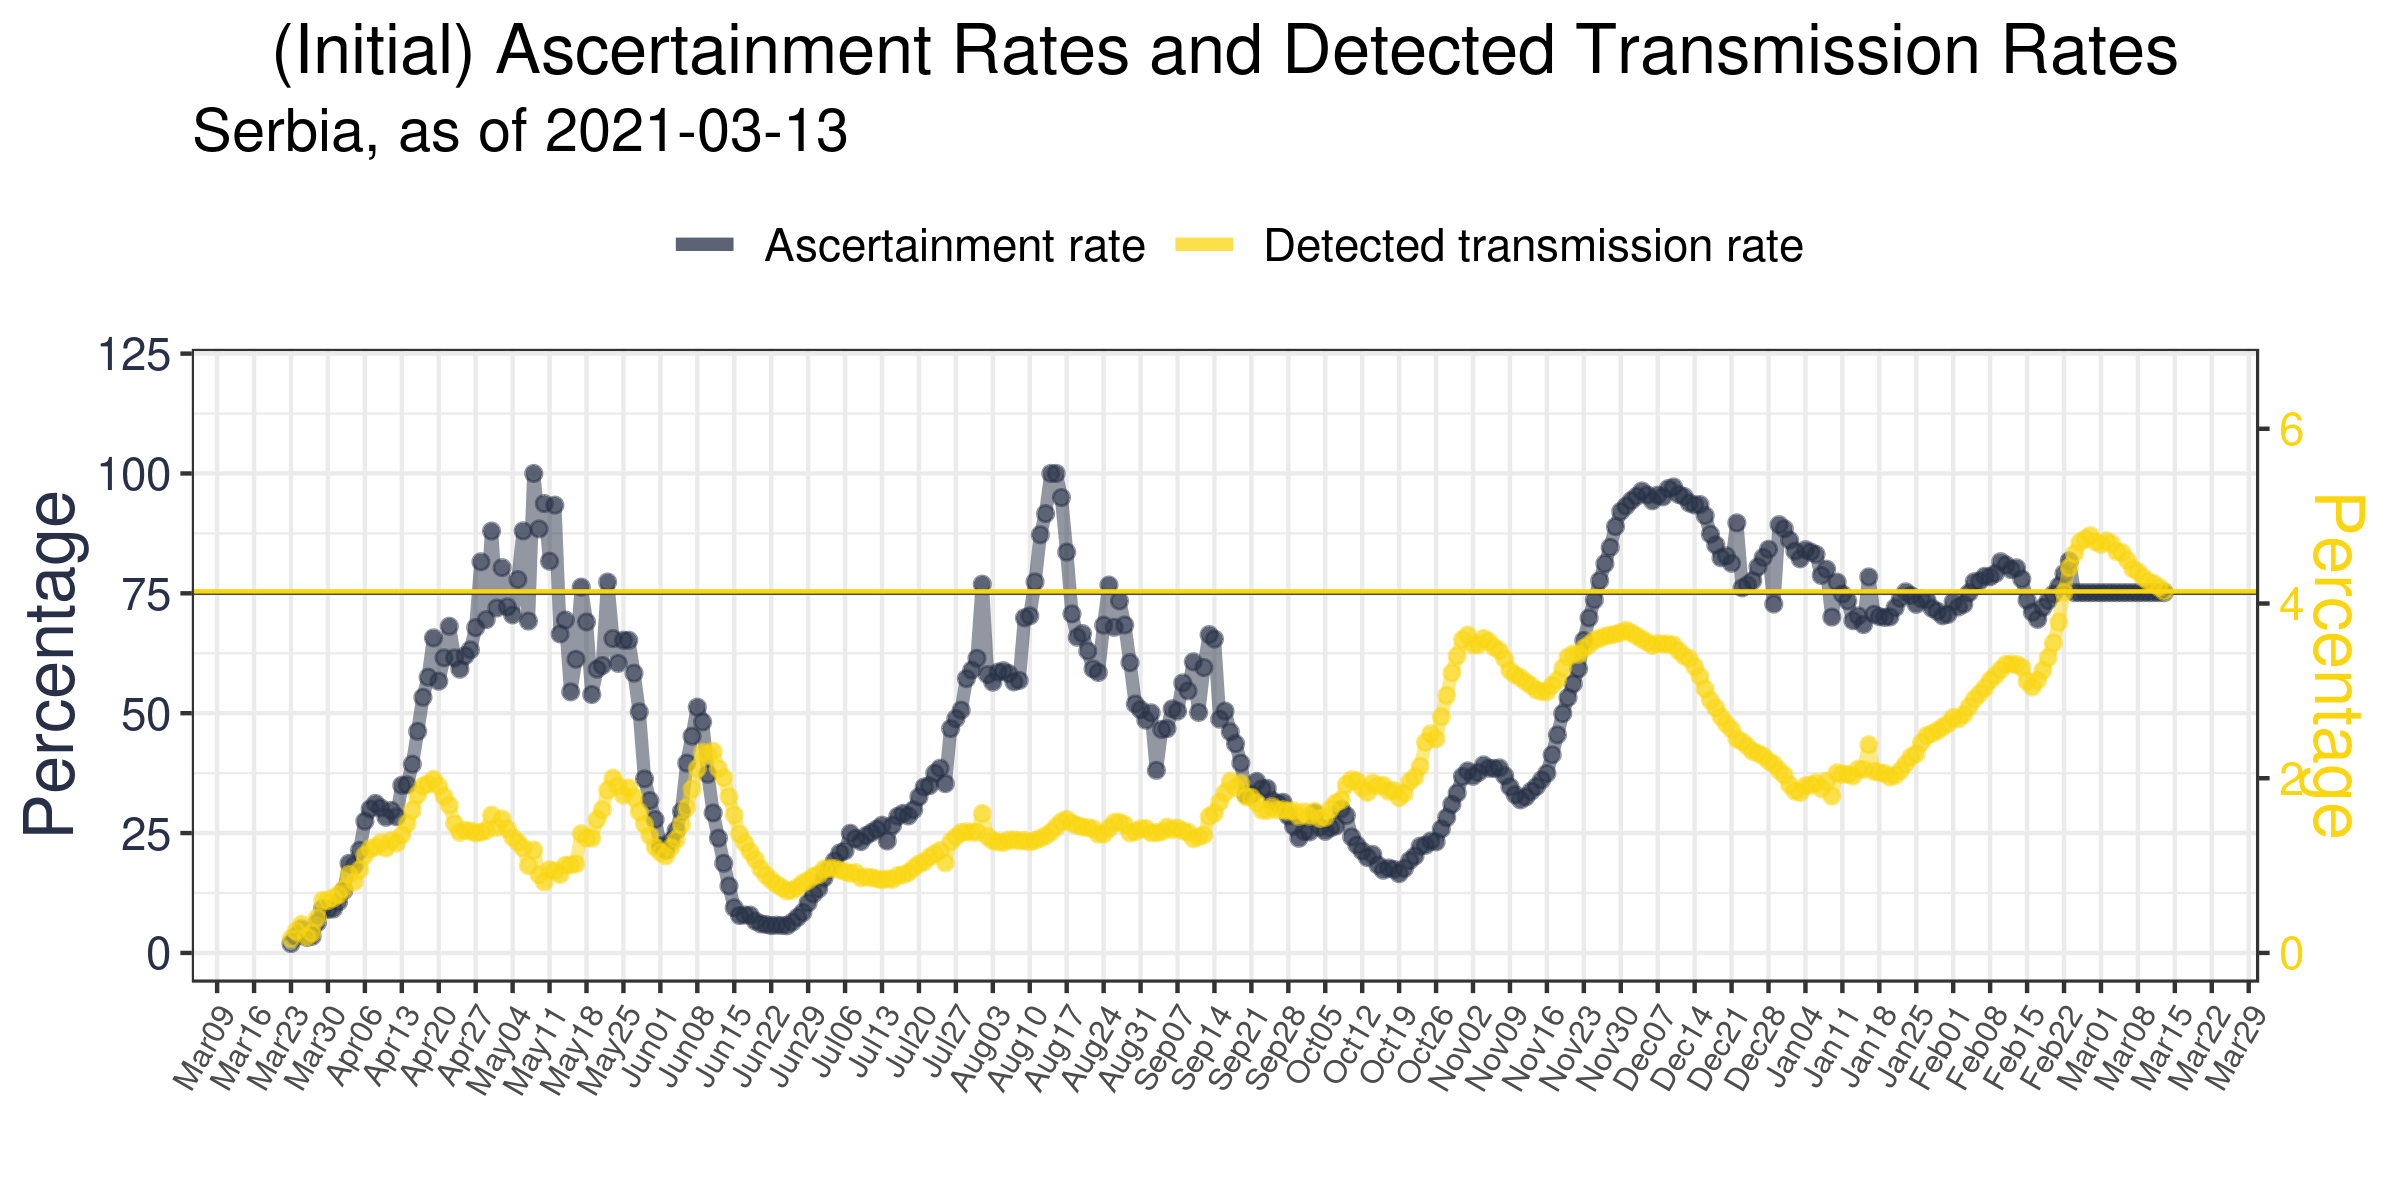 (Initial) Ascertainment Rates and Detected Transmission Rates
Serbia, as of 2021-03-13
Ascertainment rate
Detected transmission rate
Percentage
125
100
75
50
25
0
6
4
2
0
Percentage
Mar09
Mar16
Mar23
Mar30
Apr06
Apr13
Apr20
Apr27
May04
May11
May18
May25
Jun01
Jun08
Jun15
Jun22
Jun29
Jul06
Jul13
Jul20
Jul27
Aug03
Aug10
Aug17
Aug24
Aug31
Sep07
Sep14
Sep21
Sep28
Oct05
Oct12
Oct19
Oct26
Nov02
Nov09
Nov16
Nov23
Nov30
Dec07
Dec14
Dec21
Dec28
Jan04
Jan11
Jan18
Jan25
Feb01
Feb08
Feb15
Feb22
Mar01
Mar08
Mar15
Mar22
Mar29